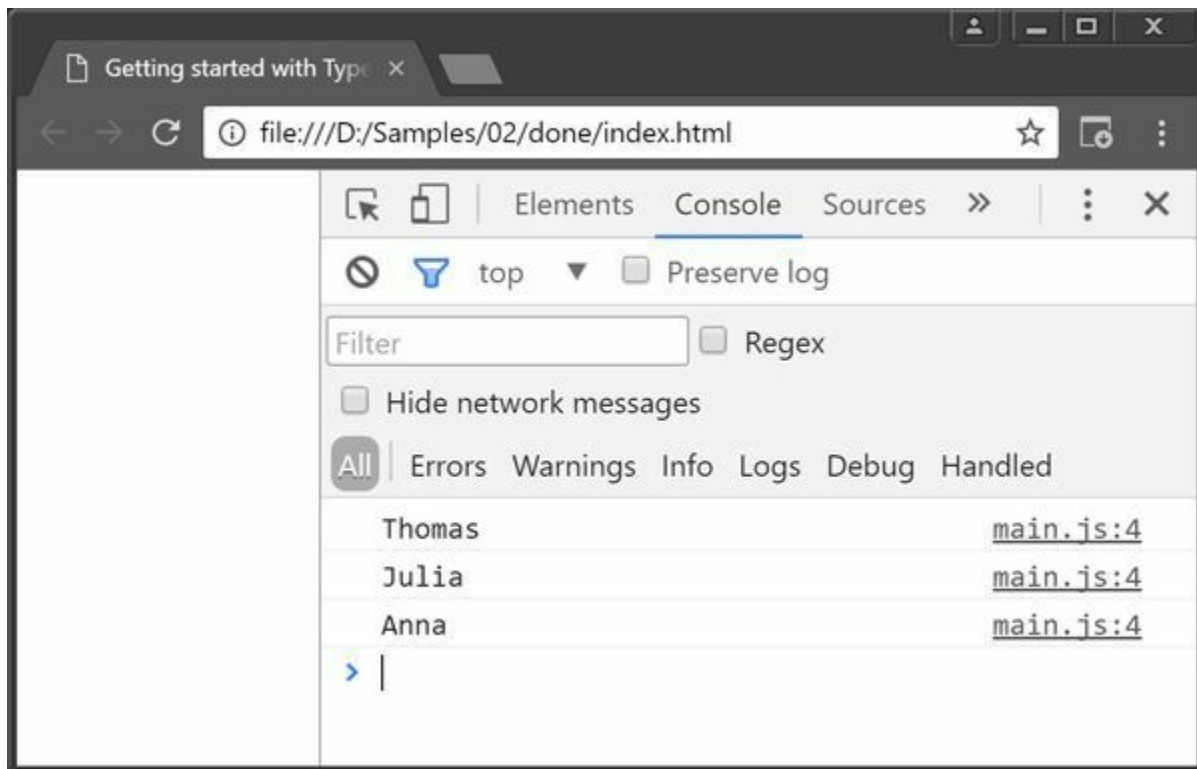 Getting started with Type
file:///D:/Samples/02/done/index.html
Elements Console Sources
top Preserve log
Filter Regex
Hide network messages
All Errors Warnings Info Logs Debug Handled
Thomas main.js:4
Julia main.js:4
Anna main.js:4